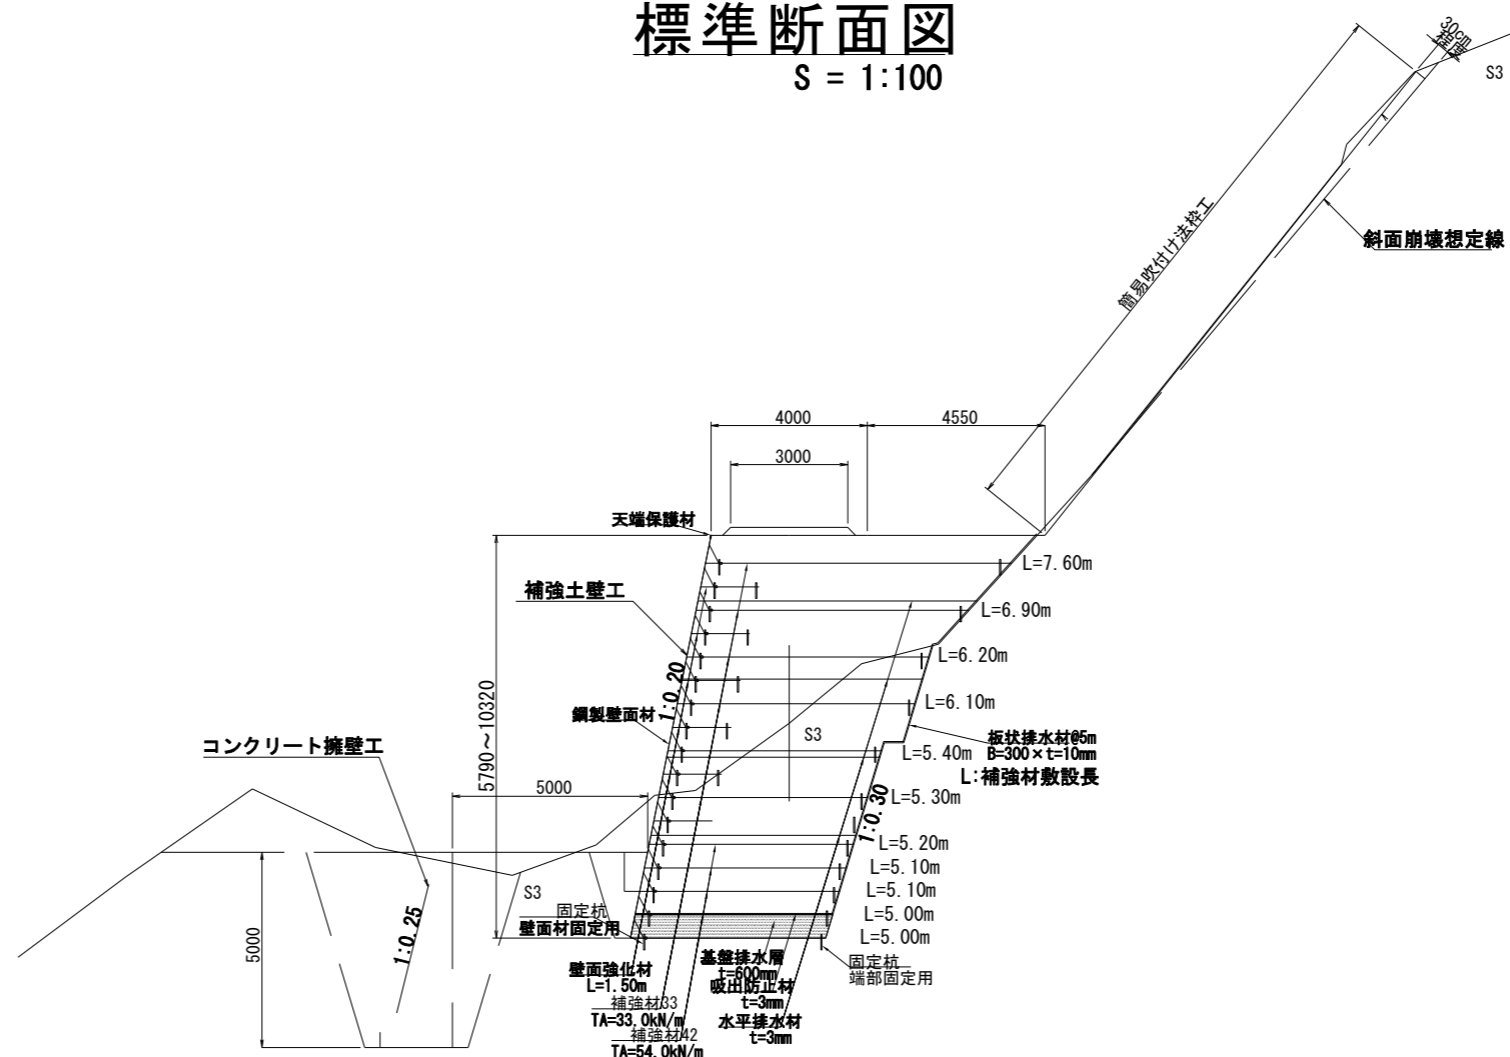 標準断面図
S = 1:100
30cm
程度
S3
簡易吹付け法枠工
斜面崩壊想定線
4000
4550
3000
天端保護材
L=7.60m
補強土壁工
L=6.90m
1:0.20
L=6.20m
5790～10320
L=6.10m
鋼製壁面材
S3
板状排水材@5m
B=300×t=10mm
コンクリート擁壁工
L=5.40m
L:補強材敷設長
5000
L=5.30m
1:0.30
L=5.20m
L=5.10m
S3
L=5.10m
固定杭
壁面材固定用
L=5.00m
1:0.25
5000
L=5.00m
壁面強化材
L=1.50m
基盤排水層
t=600mm
固定杭
端部固定用
吸出防止材
t=3mm
補強材33
TA=33.0kN/m
水平排水材
t=3mm
補強材42
TA=54.0kN/m